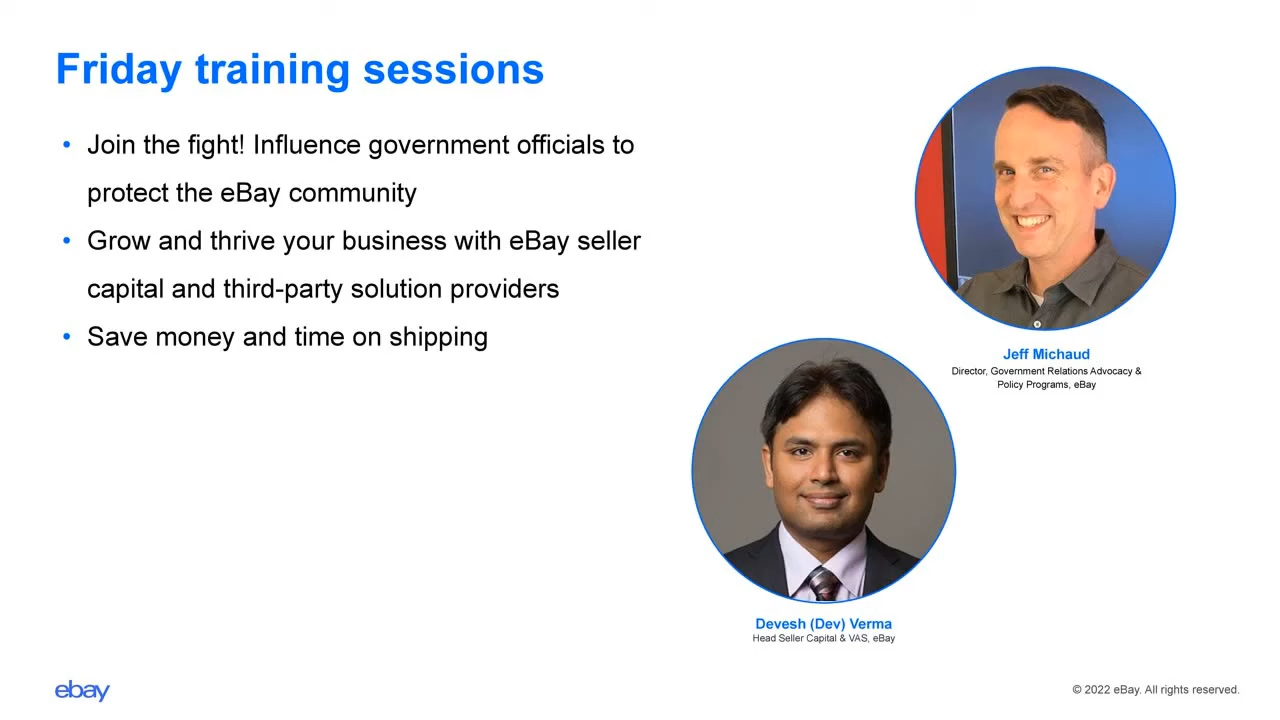 Friday training sessions
• Join the fight! Influence government officials to
protect the eBay community
• Grow and thrive your business with eBay seller
capital and third-party solution providers
• Save money and time on shipping
Jeff Michaud
Director, Government Relations Advocacy &
Policy Programs, eBay
Devesh (Dev) Verma
Head Seller Capital & VAS, eBay
ebay
© 2022 eBay. All rights reserved.